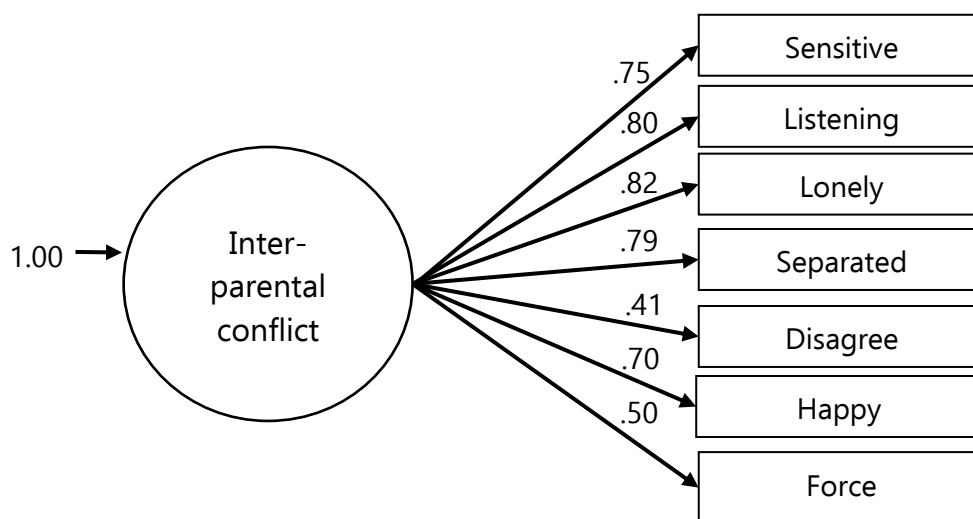 Sensitive
.75
Listening
.80
Lonely
.82
1.00
Inter-
parental
conflict
.79
Separated
.41
Disagree
.70
Happy
.50
Force